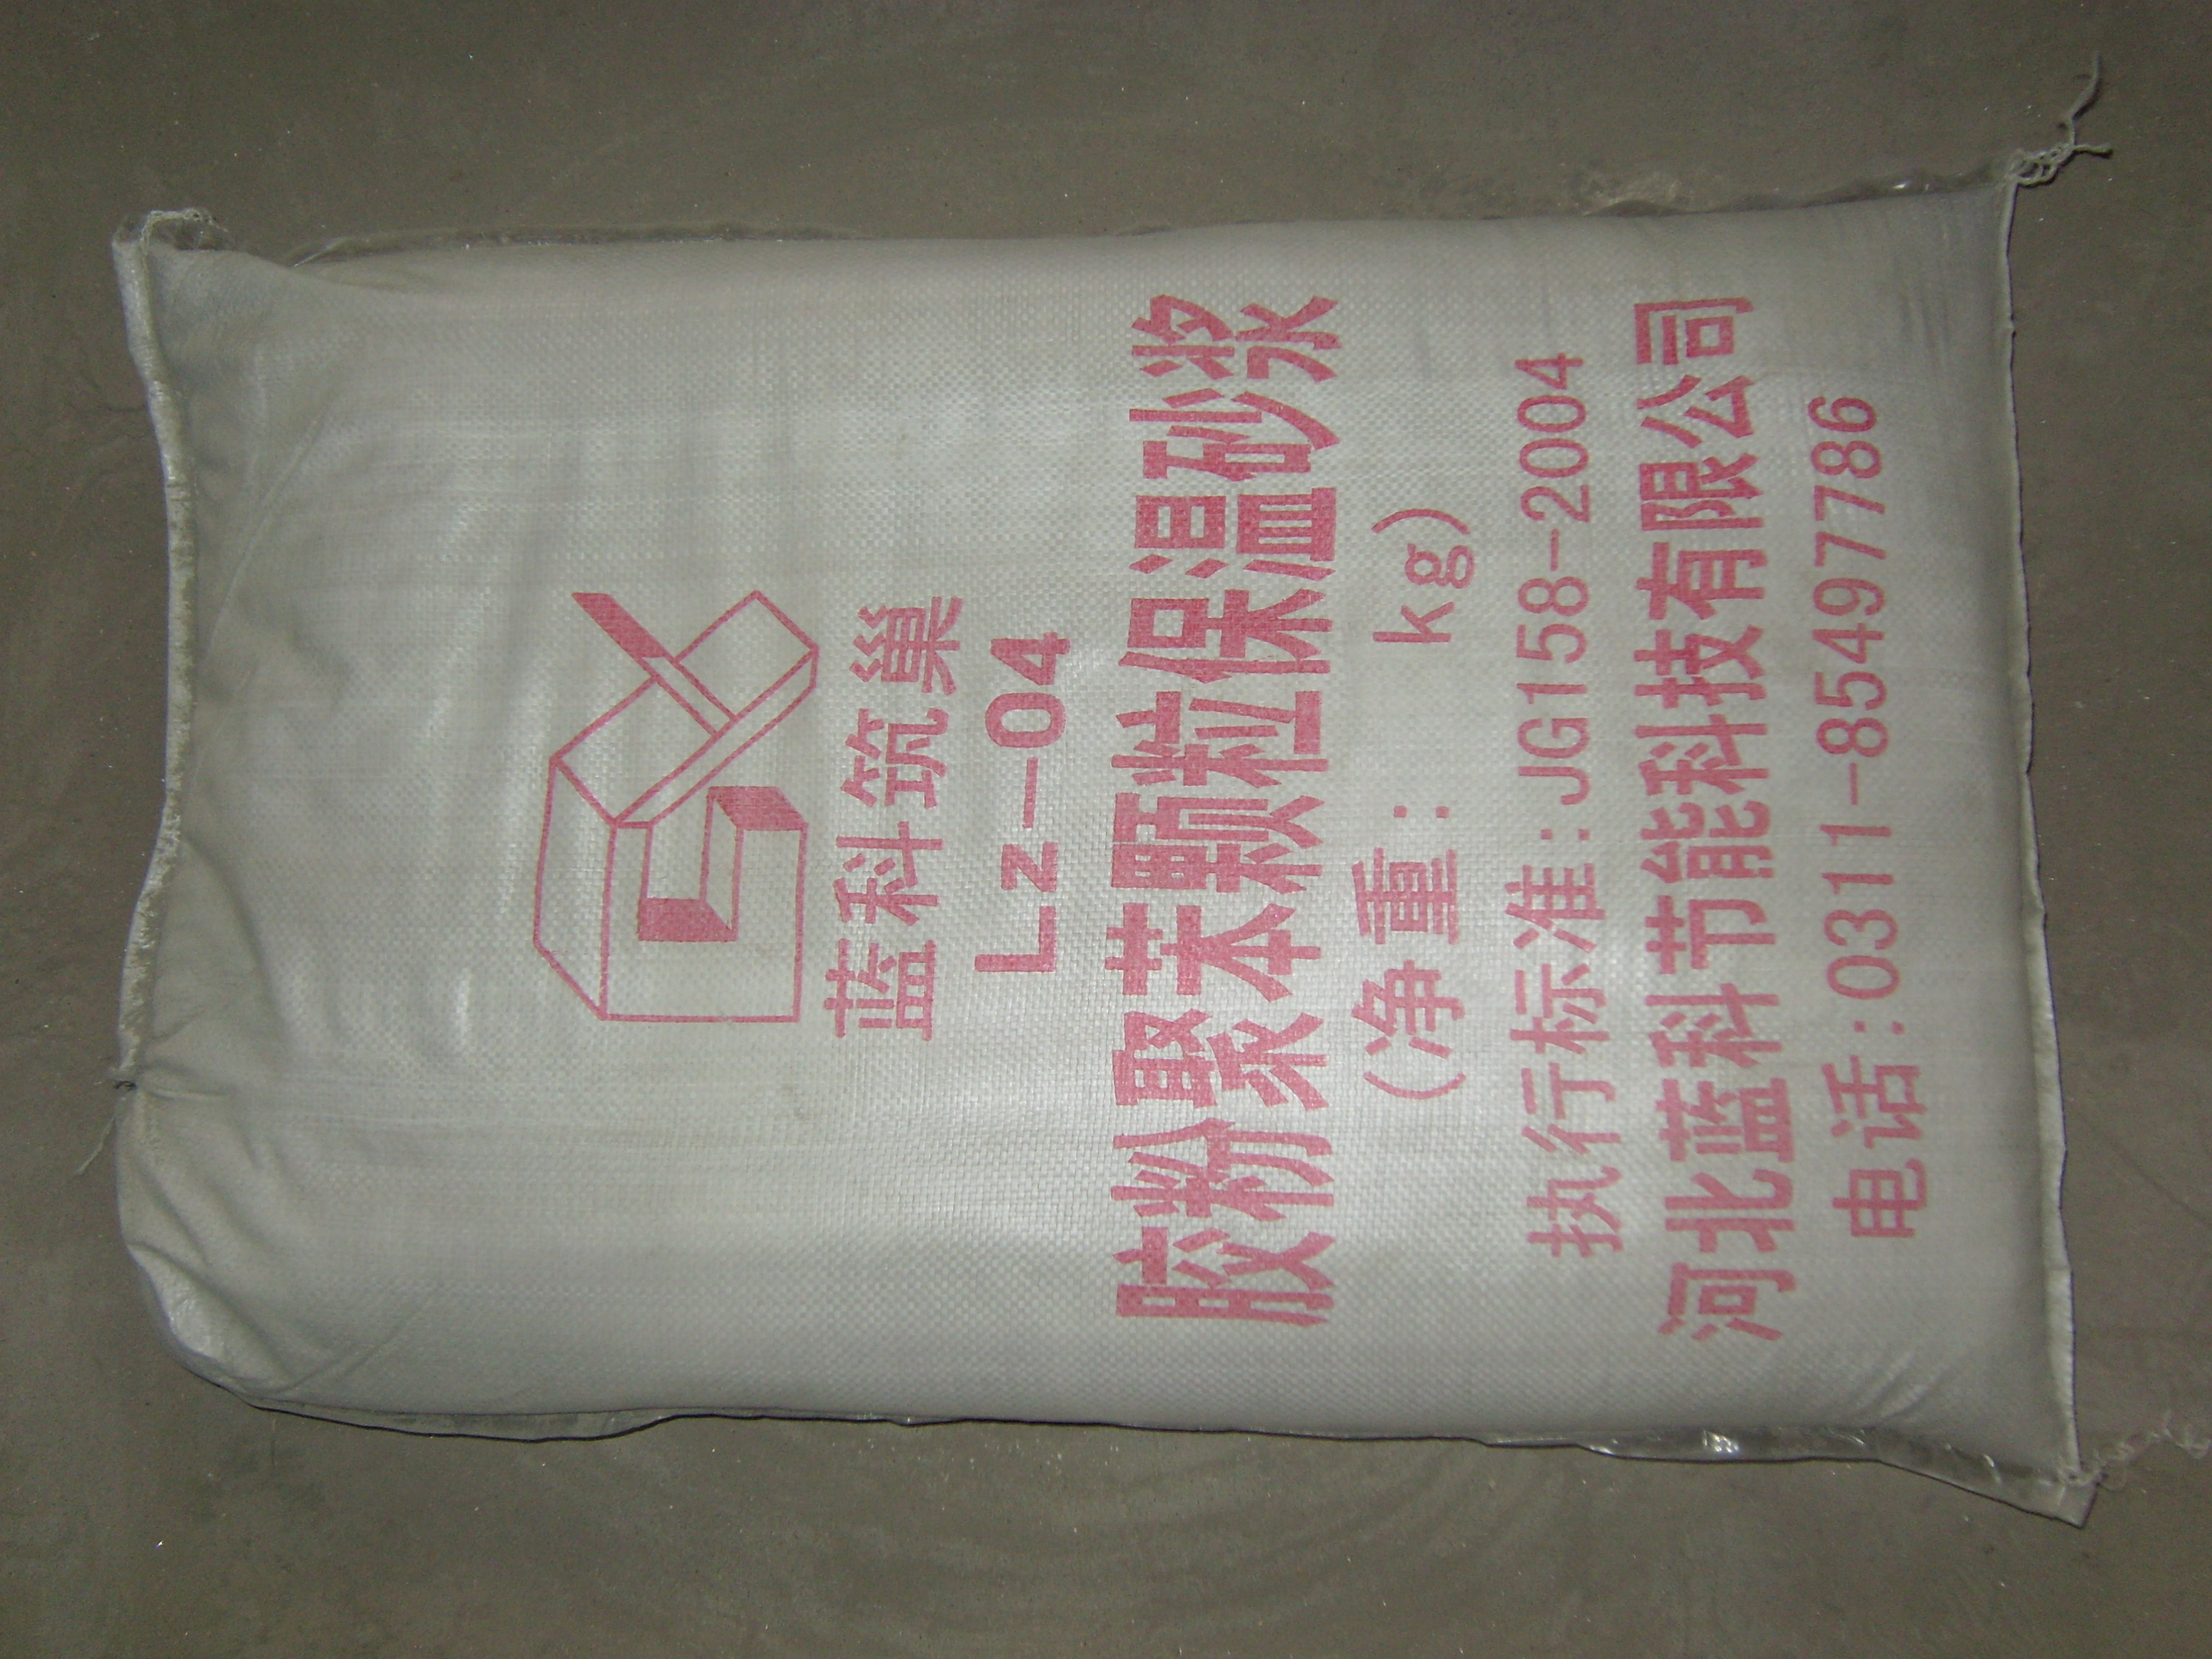 蓝科筑巢
Lz-04
胶粉聚苯颗粒保温砂浆
(净重: kg)
执行标准:JG158-2004
河北蓝科节能科技有限公司
电话:0311-85497786